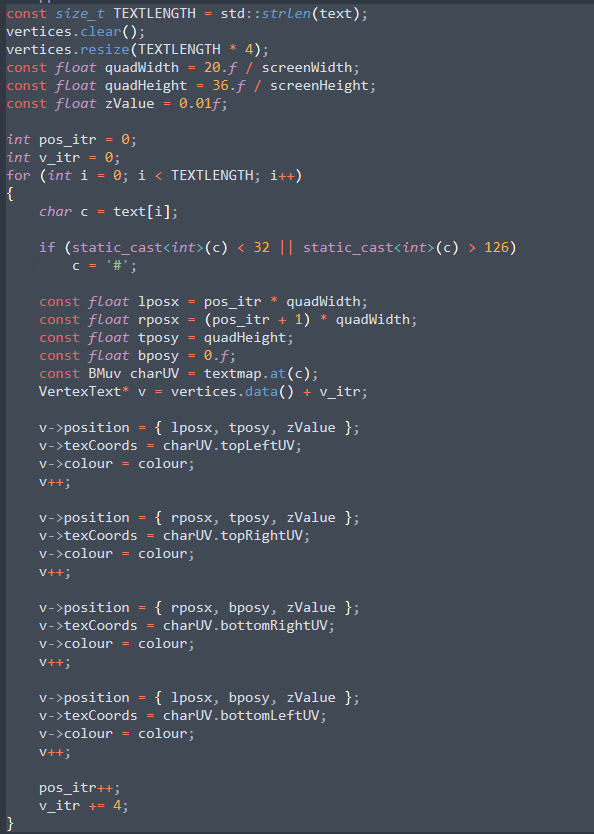 const size_t TEXTLENGTH = std::strlen(text);
vertices.clear();
vertices.resize(TEXTLENGTH * 4);
const float quadWidth = 20.f / screenWidth;
const float quadHeight = 36.f / screenHeight;
const float zValue = 0.01f;

int pos_itr = 0;
int v_itr = 0;
for (int i = 0; i < TEXTLENGTH; i++)
{
    char c = text[i];

    if (static_cast<int>(c) < 32 || static_cast<int>(c) > 126)
        c = '#';

    const float lposx = pos_itr * quadWidth;
    const float rposx = (pos_itr + 1) * quadWidth;
    const float tposy = quadHeight;
    const float bposy = 0.f;
    const BMuv charUV = textmap.at(c);
    VertexText* v = vertices.data() + v_itr;

    v->position = { lposx, tposy, zValue };
    v->texCoords = charUV.topLeftUV;
    v->colour = colour;
    v++;

    v->position = { rposx, tposy, zValue };
    v->texCoords = charUV.topRightUV;
    v->colour = colour;
    v++;

    v->position = { rposx, bposy, zValue };
    v->texCoords = charUV.bottomRightUV;
    v->colour = colour;
    v++;

    v->position = { lposx, bposy, zValue };
    v->texCoords = charUV.bottomLeftUV;
    v->colour = colour;
    v++;

    pos_itr++;
    v_itr += 4;
}